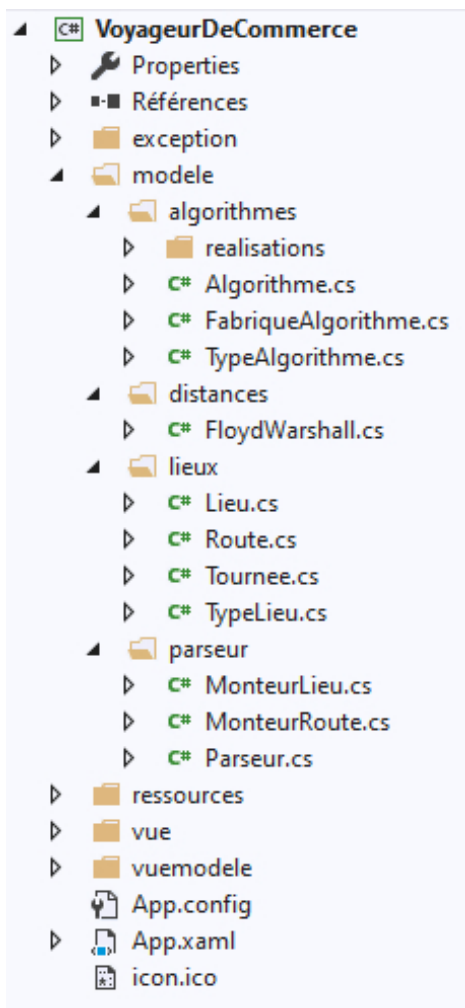 C# VoyageurDeCommerce
Properties
Références
exception
modele
algorithmes
realisations
C# Algorithme.cs
C# FabriqueAlgorithme.cs
C# TypeAlgorithme.cs
distances
C# FloydWarshall.cs
lieux
C# Lieu.cs
C# Route.cs
C# Tournee.cs
C# TypeLieu.cs
parseur
C# MonteurLieu.cs
C# MonteurRoute.cs
C# Parseur.cs
ressources
vue
vuemodele
App.config
App.xaml
icon.ico